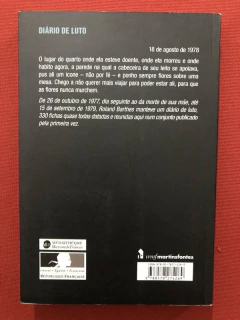 DIÁRIO DE LUTO
18 de agosto de 1978
O lugar do quarto onde ela esteve doente, onde ela morreu e onde
habito agora, a parede na qual a cabeceira do seu leito se apoiava,
pus ali um ícone – não por fé – e ponho sempre flores sobre uma
mesa. Chego a não querer mais viajar para poder estar ali, para que
as flores nunca murchem.
De 26 de outubro de 1977, dia seguinte ao da morte de sua mãe, até
15 de setembro de 1979, Roland Barthes manteve um diário de luto.
330 fichas quase todas datadas e reunidas aqui num conjunto publicado
pela primeira vez.
RÉPUBLIQUE FRANÇAISE
wmfmartinsfontes